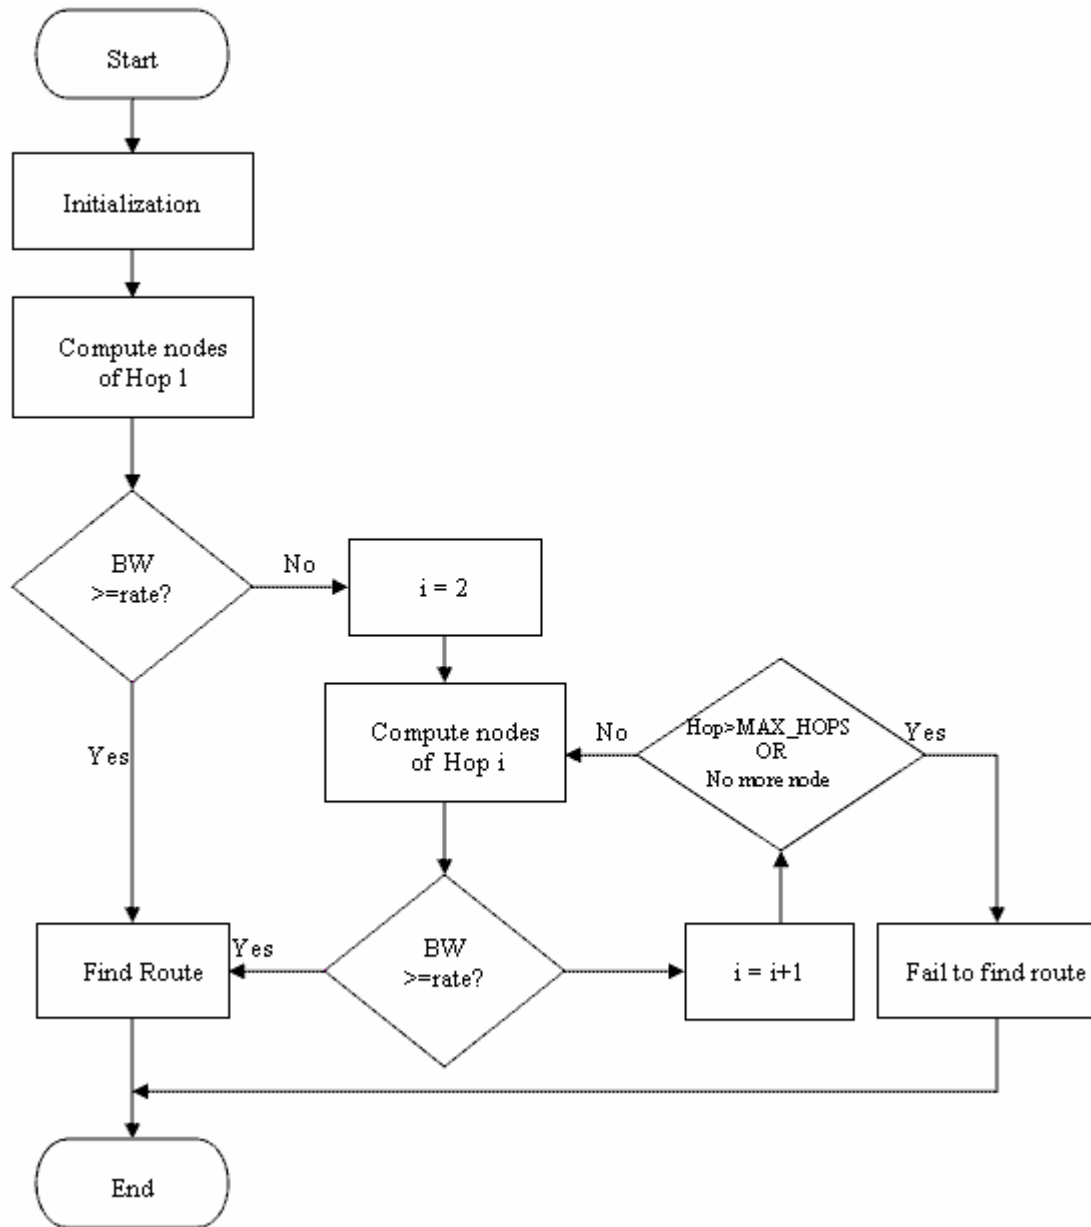 Start
Initialization
Compute nodes
of Hop 1
BW
>=rate?
No
i = 2
Yes
Compute nodes
of Hop i
No
Hop>MAX_HOPS
OR
No more node
Yes
Find Route
Yes
BW
>=rate?
i = i+1
Fail to find route
End